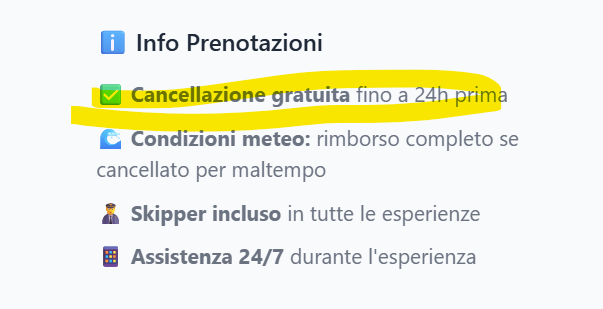 ℹ️ Info Prenotazioni
✅ Cancellazione gratuita fino a 24h prima
🌊 Condizioni meteo: rimborso completo se
cancellato per maltempo
👨‍✈️ Skipper incluso in tutte le esperienze
📱 Assistenza 24/7 durante l'esperienza